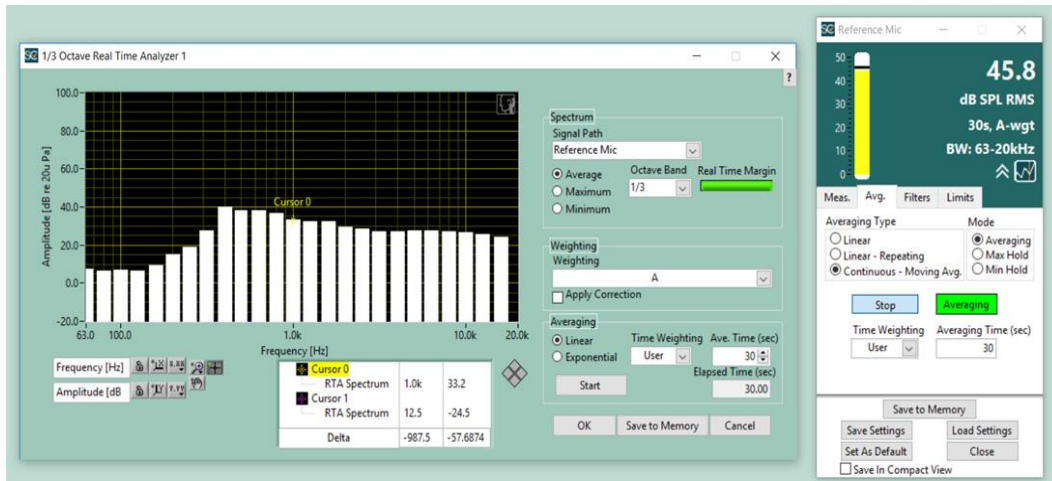 SC 1/3 Octave Real Time Analyzer 1
?
100.0
80.0
60.0
40.0
20.0
0.0
-20.0
Amplitude [dB re 20u Pa]
Cursor 0
63.0 100.0 1.0k 10.0k 20.0k
Frequency [Hz]
Frequency [Hz]
Amplitude [dB
Cursor 0
RTA Spectrum 1.0k 33.2
Cursor 1
RTA Spectrum 12.5 -24.5
Delta -987.5 -57.6874
Spectrum
Signal Path
Reference Mic
Average Octave Band Real Time Margin
Maximum 1/3
Minimum
Weighting
Weighting
A
Apply Correction
Averaging
Linear Time Weighting Ave. Time (sec)
Exponential User 30
Elapsed Time (sec)
Start 30.00
OK Save to Memory Cancel
SC Reference Mic
50
40
30
20
10
0
45.8
dB SPL RMS
30s, A-wgt
BW: 63-20kHz
Meas. Avg. Filters Limits
Averaging Type Mode
Linear Averaging
Linear - Repeating Max Hold
Continuous - Moving Avg. Min Hold
Stop Averaging
Time Weighting Averaging Time (sec)
User 30
Save to Memory
Save Settings Load Settings
Set As Default Close
Save In Compact View